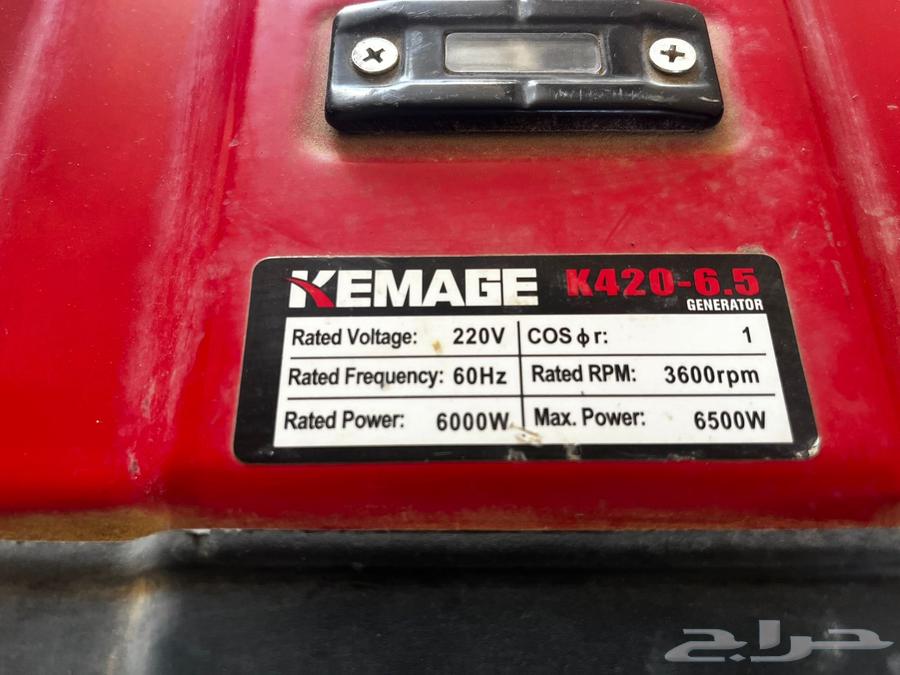 KEMAGE K420-6.5
GENERATOR
Rated Voltage: 220V COS ϕ r: 1
Rated Frequency: 60Hz Rated RPM: 3600rpm
Rated Power: 6000W Max. Power: 6500W
حراج